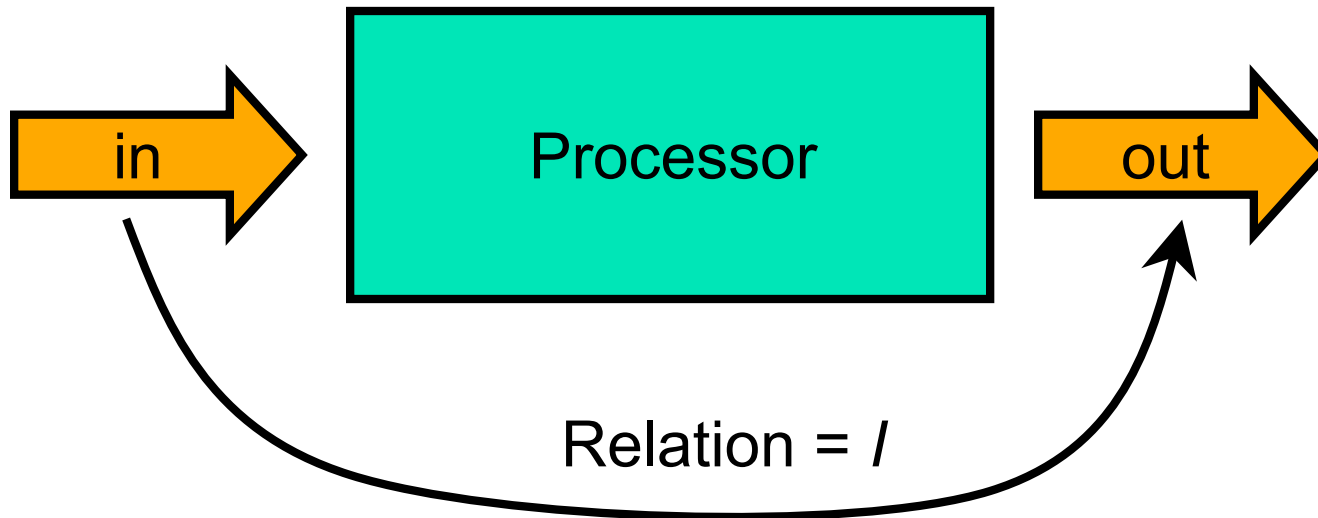 in
Processor
out
Relation = I